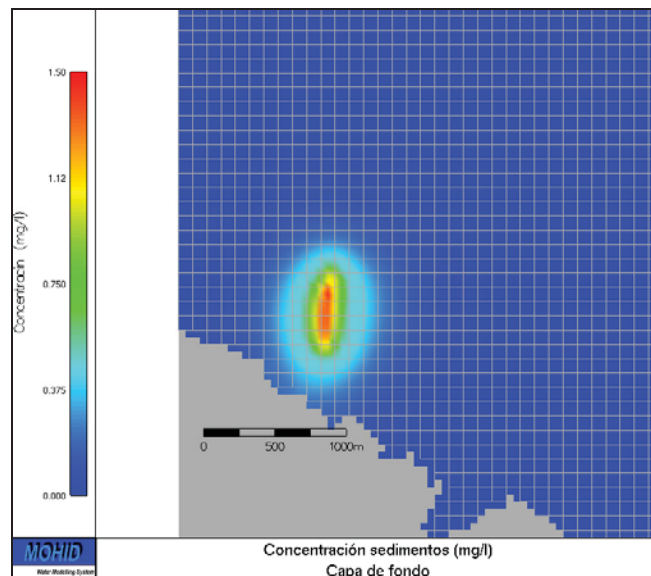 1.50
1.12
0.750
0.375
0.000
Concentracin (mg/l)
0 500 1000m
MOHID
Water Modelling System
Concentración sedimentos (mg/l)
Capa de fondo